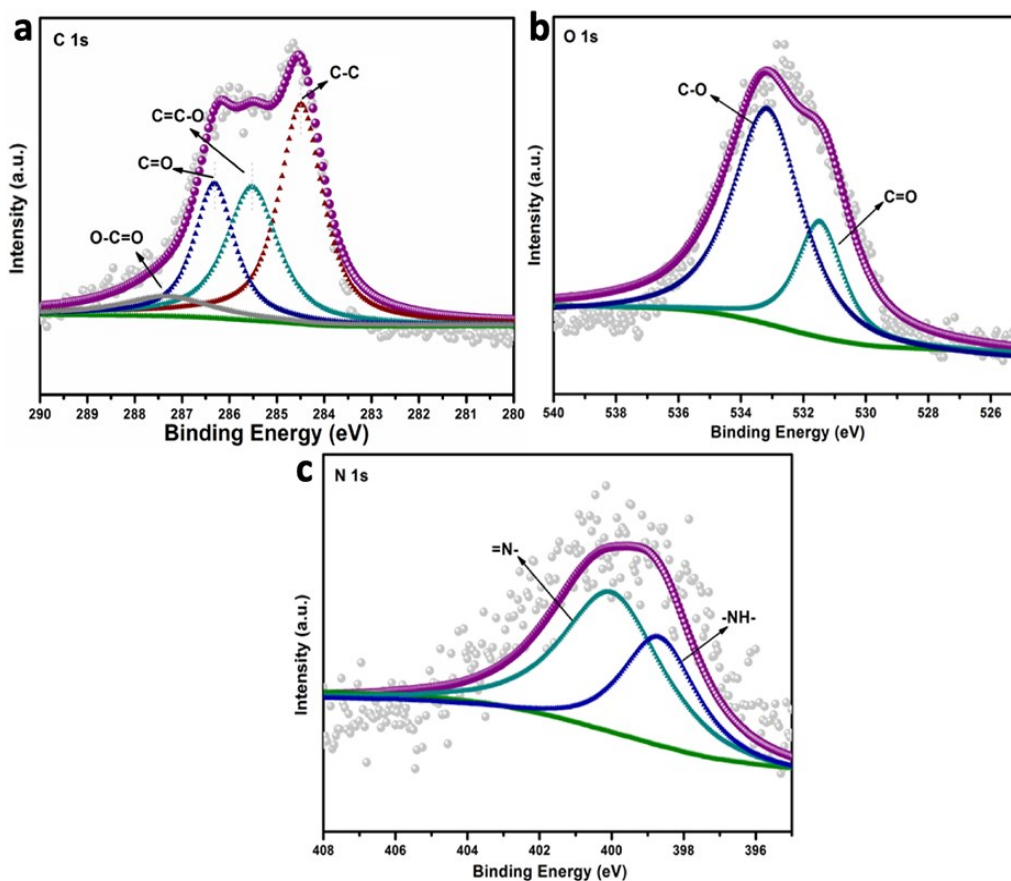 a
C 1s
C-C
C=C-O
C=O
O-C=O
Intensity (a.u.)
290 289 288 287 286 285 284 283 282 281 280
Binding Energy (eV)
b
O 1s
C-O
C=O
Intensity (a.u.)
540 538 536 534 532 530 528 526
Binding Energy (eV)
c
N 1s
=N-
-NH-
Intensity (a.u.)
408 406 404 402 400 398 396
Binding Energy (eV)